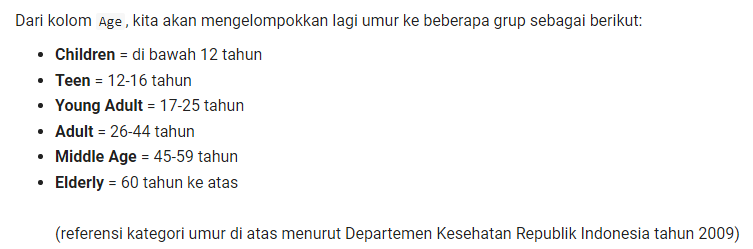 Dari kolom Age, kita akan mengelompokkan lagi umur ke beberapa grup sebagai berikut:
• Children = di bawah 12 tahun
• Teen = 12-16 tahun
• Young Adult = 17-25 tahun
• Adult = 26-44 tahun
• Middle Age = 45-59 tahun
• Elderly = 60 tahun ke atas
(referensi kategori umur di atas menurut Departemen Kesehatan Republik Indonesia tahun 2009)